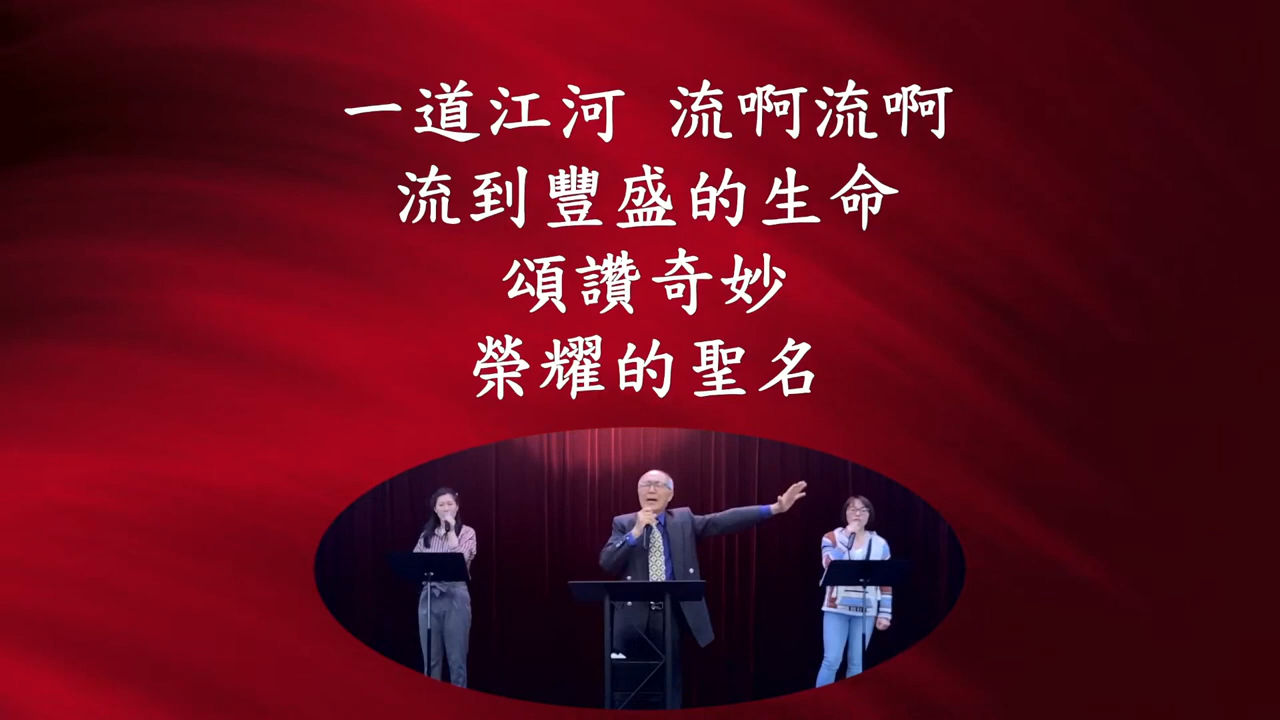 一道江河 流啊流啊
流到豐盛的生命
頌讚奇妙
榮耀的聖名